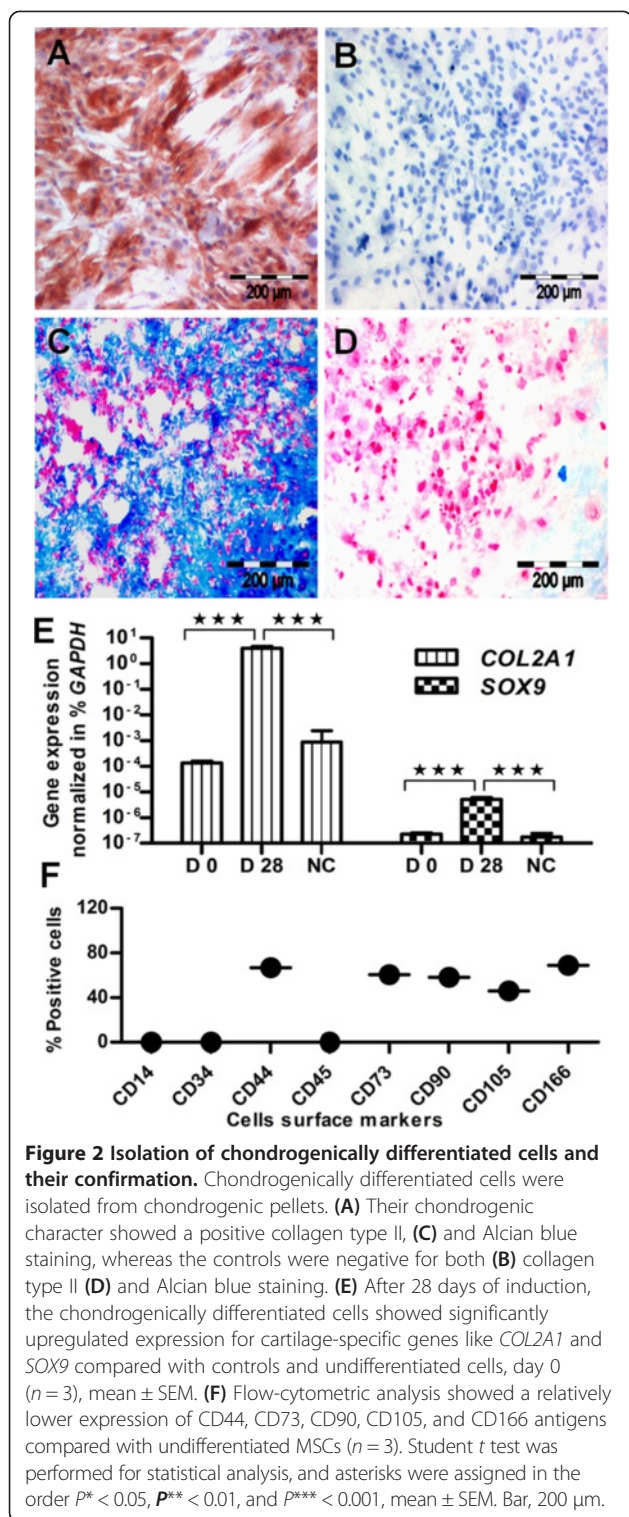 A
B
200 µm
200 µm
C
D
200 µm
200 µm
E
Gene expression
normalized in % GAPDH
10^1
10^0
10^-1
10^-2
10^-3
10^-4
10^-5
10^-6
10^-7
★★★ ★★★
COL2A1
SOX9
★★★ ★★★
D 0 D 28 NC D 0 D 28 NC
F
% Positive cells
120
80
40
0
CD14 CD34 CD44 CD45 CD73 CD90 CD105 CD166
Cells surface markers
Figure 2 Isolation of chondrogenically differentiated cells and
their confirmation. Chondrogenically differentiated cells were
isolated from chondrogenic pellets. (A) Their chondrogenic
character showed a positive collagen type II, (C) and Alcian blue
staining, whereas the controls were negative for both (B) collagen
type II (D) and Alcian blue staining. (E) After 28 days of induction,
the chondrogenically differentiated cells showed significantly
upregulated expression for cartilage-specific genes like COL2A1 and
SOX9 compared with controls and undifferentiated cells, day 0
(n = 3), mean ± SEM. (F) Flow-cytometric analysis showed a relatively
lower expression of CD44, CD73, CD90, CD105, and CD166 antigens
compared with undifferentiated MSCs (n = 3). Student t test was
performed for statistical analysis, and asterisks were assigned in the
order P* < 0.05, P** < 0.01, and P*** < 0.001, mean ± SEM. Bar, 200 µm.